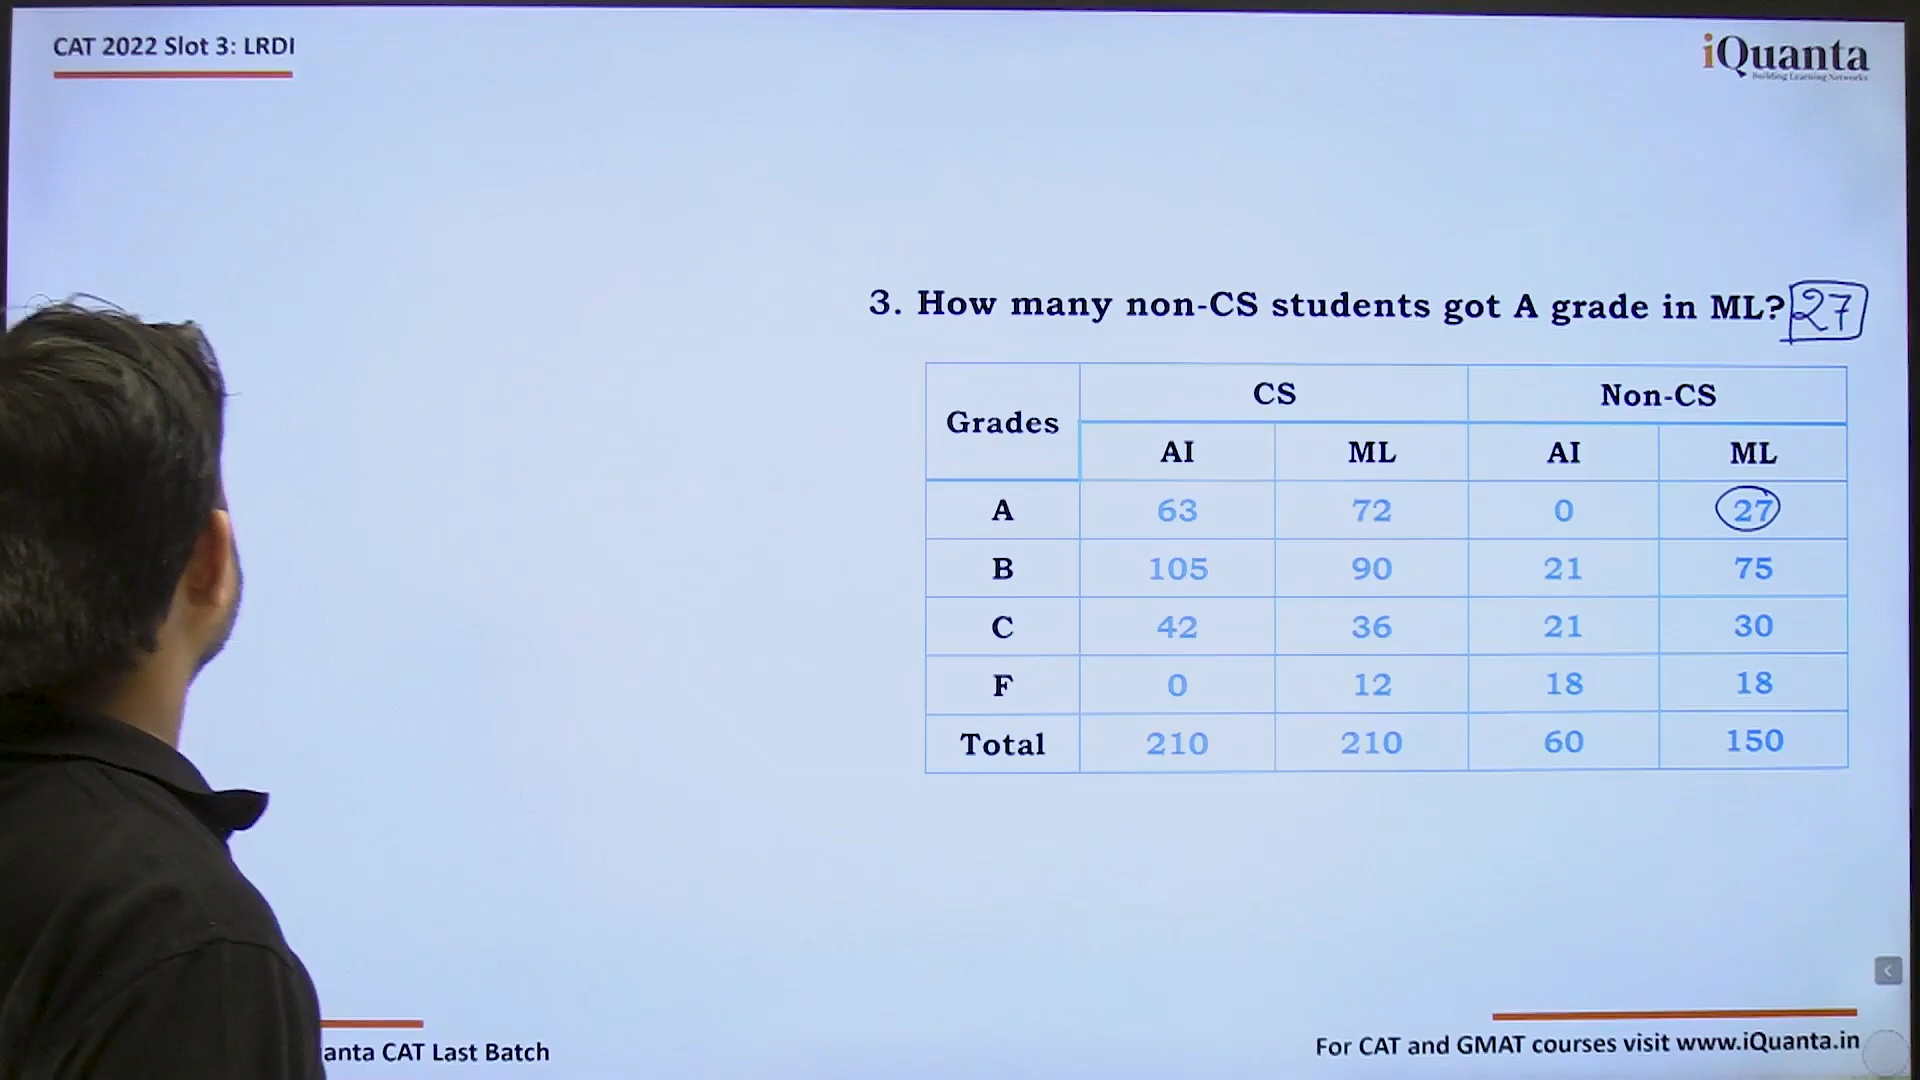 CAT 2022 Slot 3: LRDI
iQuanta
Building Learning Networks
3. How many non-CS students got A grade in ML? 27
Grades CS Non-CS
AI ML AI ML
A 63 72 0 27
B 105 90 21 75
C 42 36 21 30
F 0 12 18 18
Total 210 210 60 150
anta CAT Last Batch
For CAT and GMAT courses visit www.iQuanta.in